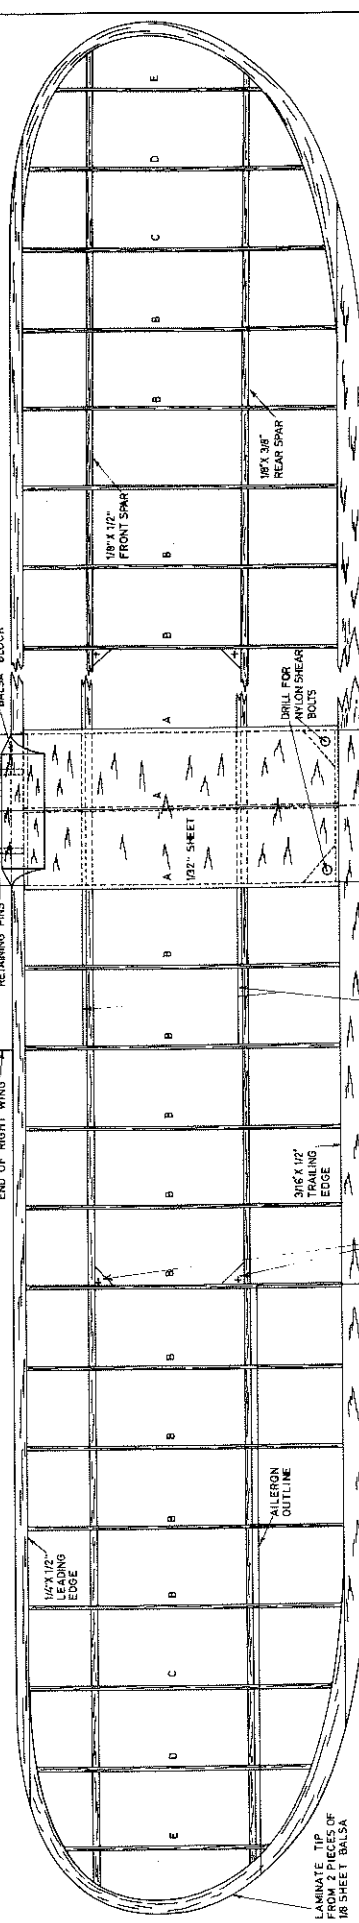 END OF RIGHT WING
RETAINING PINS
BALSA BLOCK
1/4" X 1/2"
LEADING
EDGE
1/8" X 1/2"
FRONT SPAR
E D C B B B B B B B B B A A A B B B B C D E
1/32" SHEET
1/8" X 3/8"
REAR SPAR
AILERON
OUTLINE
3/16" X 1/2"
TRAILING
EDGE
DRILL FOR
NYLON SHEAR
BOLTS
LAMINATE TIP
FROM 2 PIECES OF
1/8 SHEET BALSA